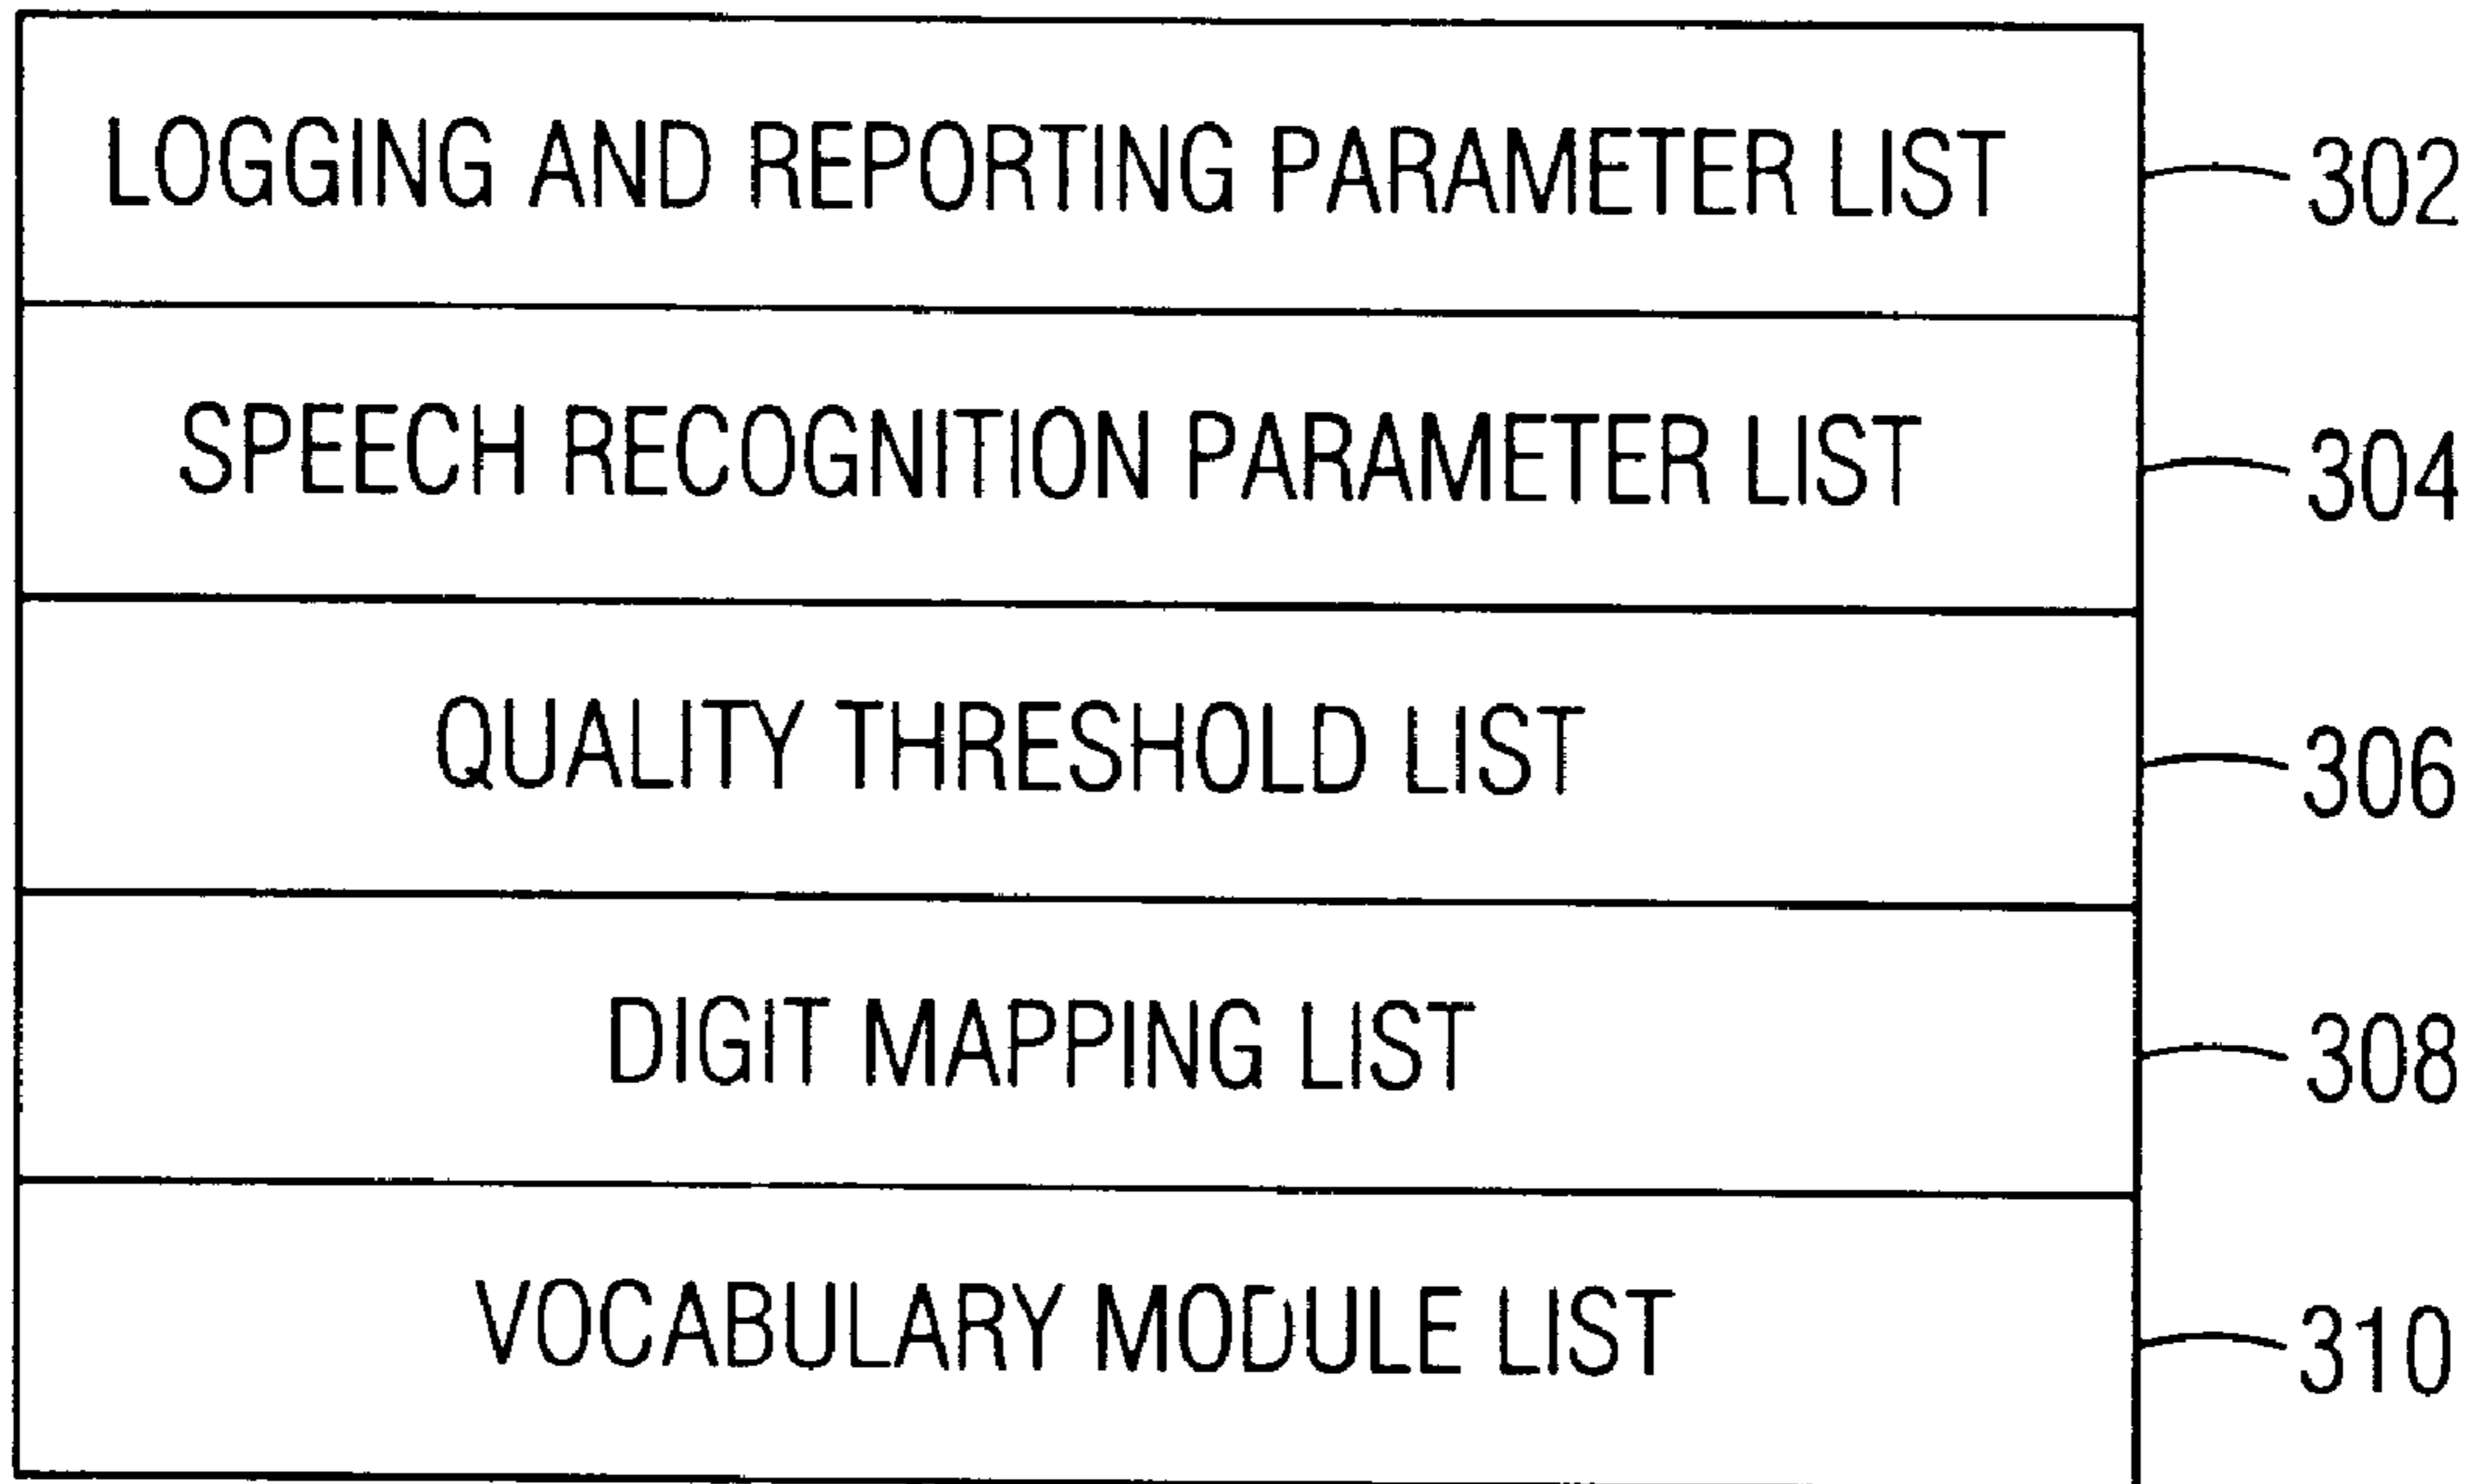 LOGGING AND REPORTING PARAMETER LIST 302
SPEECH RECOGNITION PARAMETER LIST 304
QUALITY THRESHOLD LIST 306
DIGIT MAPPING LIST 308
VOCABULARY MODULE LIST 310